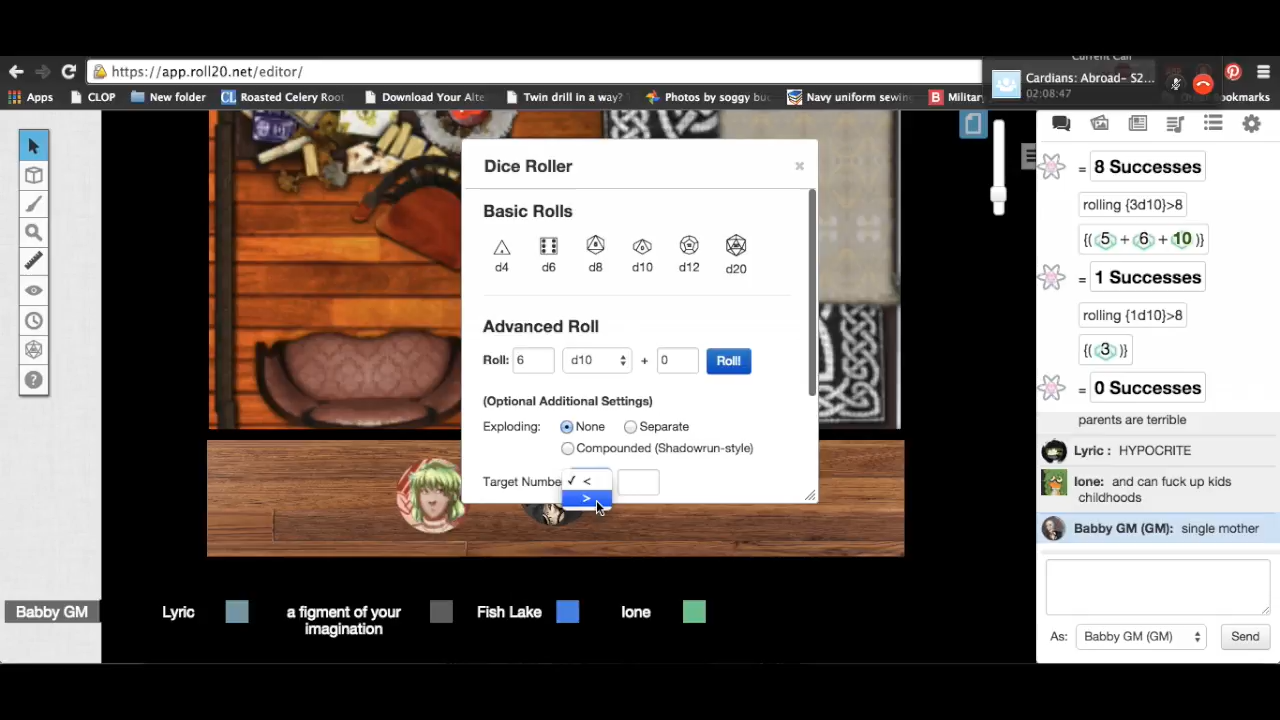 https://app.roll20.net/editor/
Current Call
Cardians: Abroad- S2...
02:08:47
Apps
CLOP
New folder
CL Roasted Celery Root
Download Your Alte
Twin drill in a way?
Photos by soggy bu
Navy uniform sewin
B Military
okmarks
Dice Roller
×
Basic Rolls
d4
d6
d8
d10
d12
d20
Advanced Roll
Roll: 6 d10 + 0 Roll!
(Optional Additional Settings)
Exploding: None Separate
Compounded (Shadowrun-style)
Target Numbe ✓ <
>
= 8 Successes
rolling {3d10}>8
{(5 + 6 + 10)}
= 1 Successes
rolling {1d10}>8
{(3)}
= 0 Successes
parents are terrible
Lyric : HYPOCRITE
Ione: and can fuck up kids
childhoods
Babby GM (GM): single mother
As: Babby GM (GM) Send
Babby GM
Lyric
a figment of your
imagination
Fish Lake
Ione